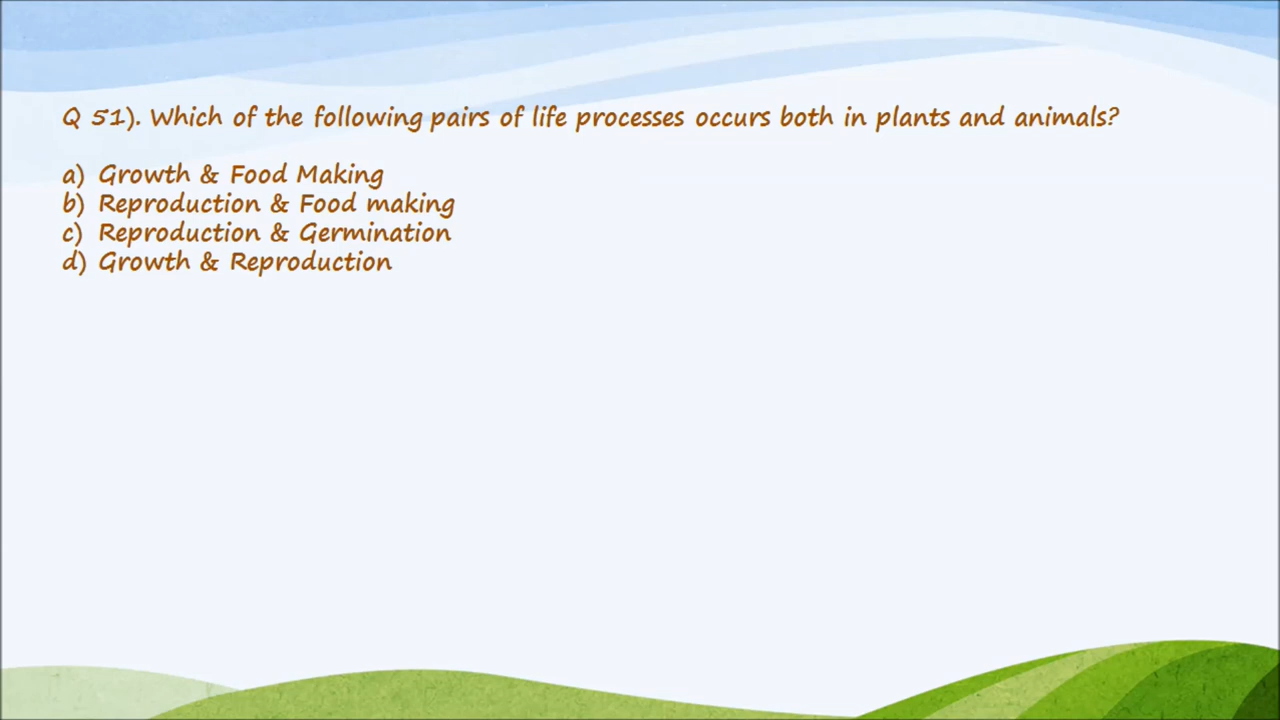 Q 51). Which of the following pairs of life processes occurs both in plants and animals?
a) Growth & Food Making
b) Reproduction & Food making
c) Reproduction & Germination
d) Growth & Reproduction